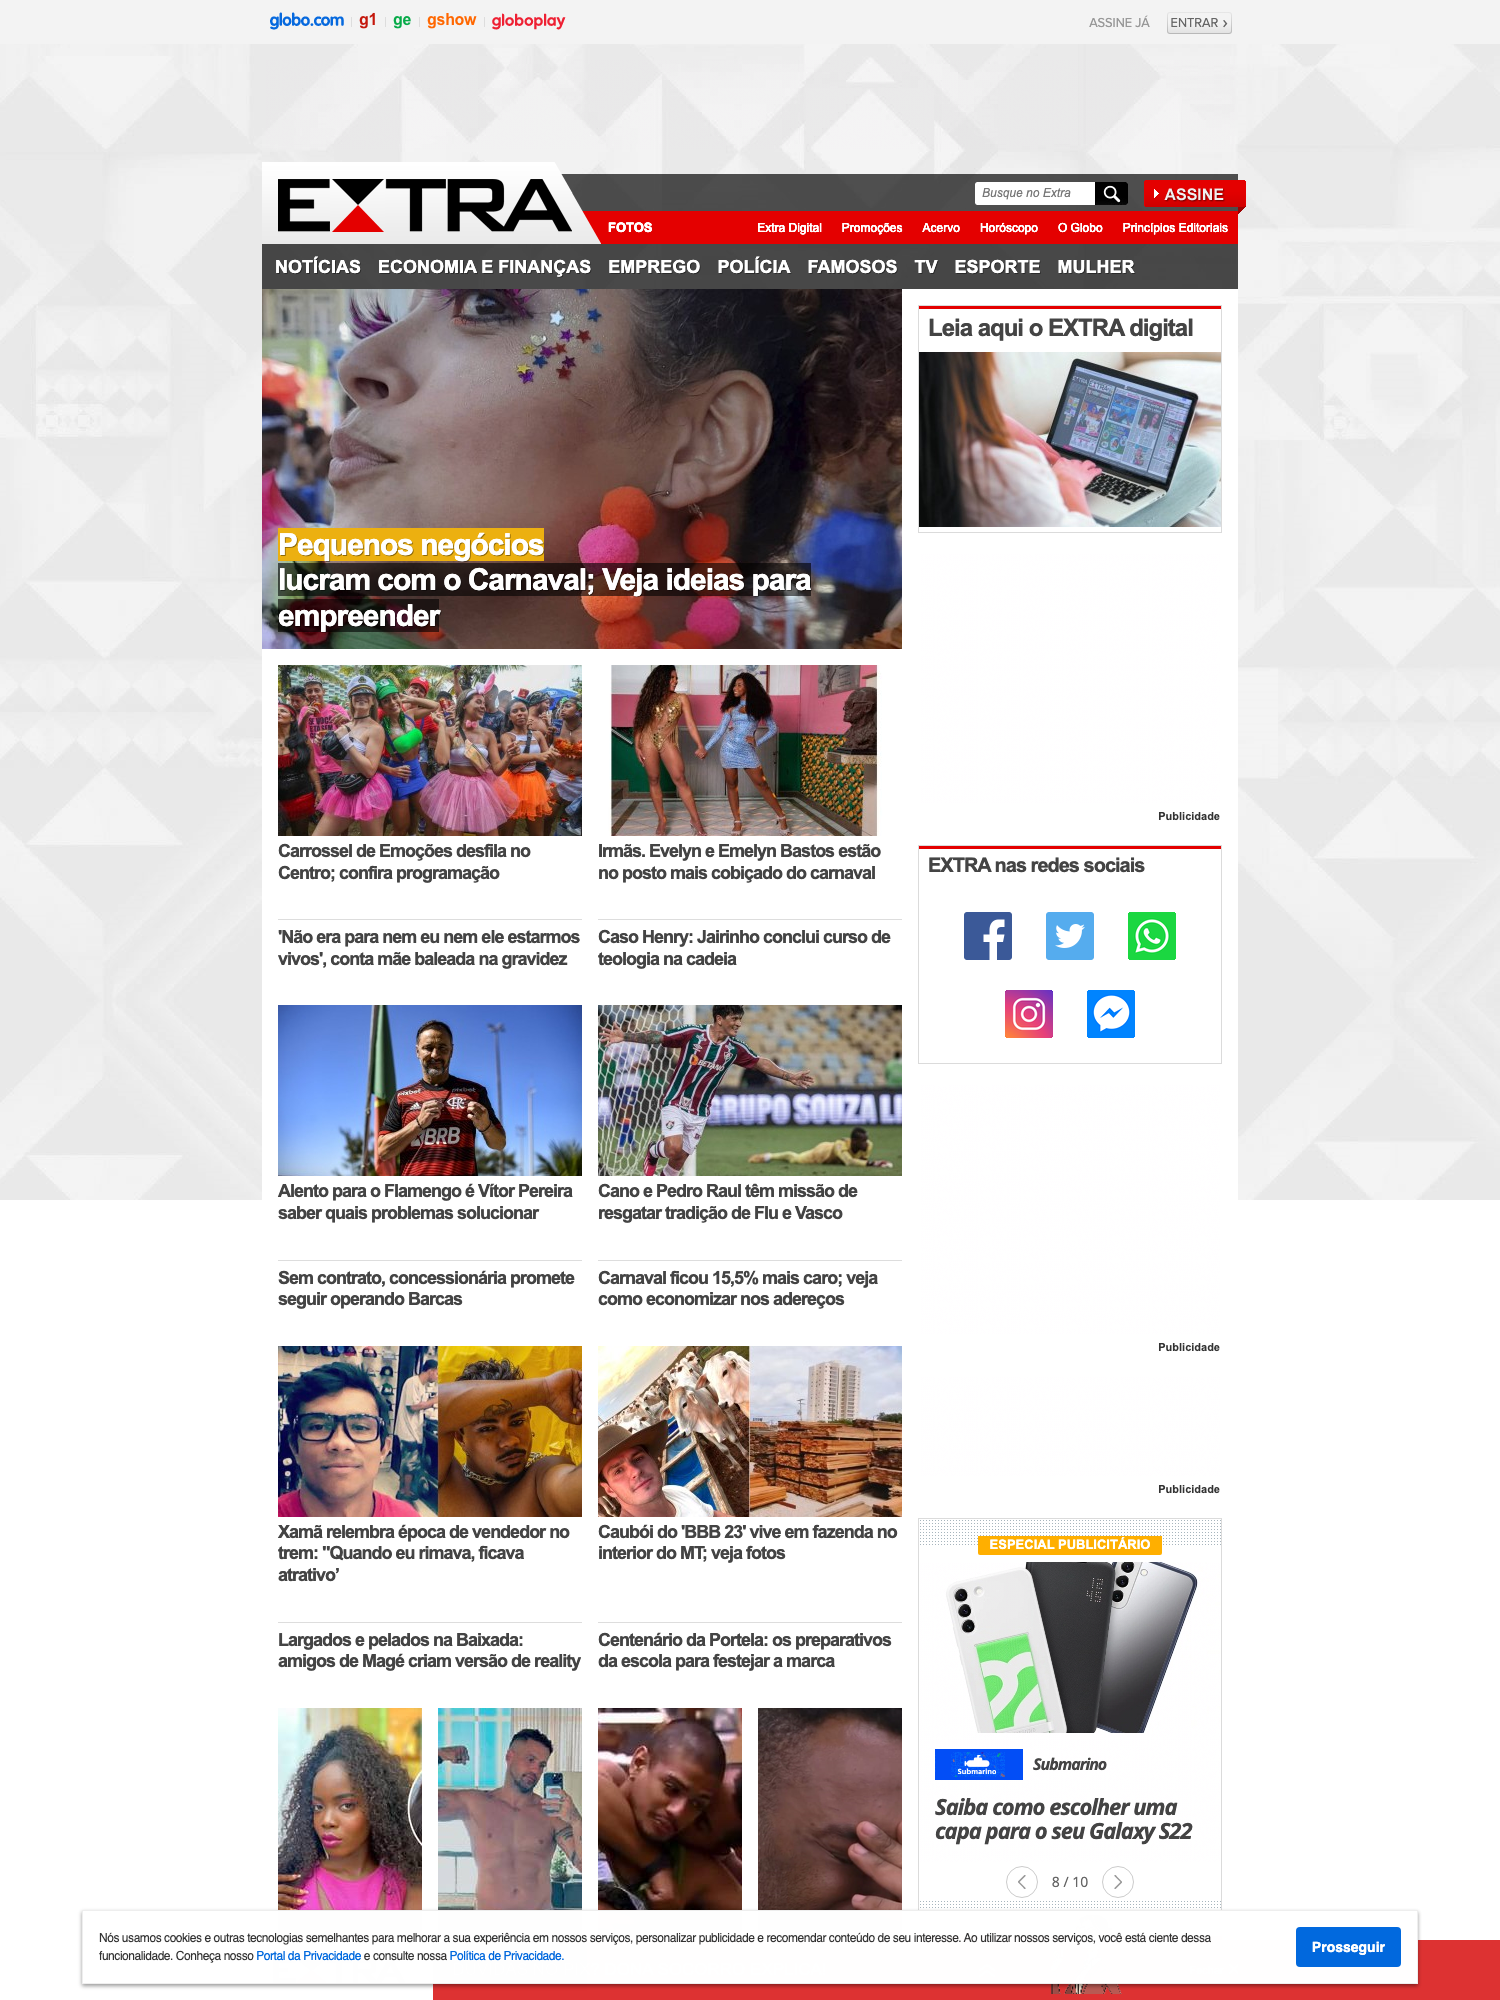 globo.com g1 ge gshow globoplay
ASSINE JÁ ENTRAR ›
EXTRA
Busque no Extra
ASSINE
FOTOS Extra Digital Promoções Acervo Horóscopo O Globo Princípios Editoriais
NOTÍCIAS ECONOMIA E FINANÇAS EMPREGO POLÍCIA FAMOSOS TV ESPORTE MULHER
Pequenos negócios
lucram com o Carnaval; Veja ideias para
empreender
Leia aqui o EXTRA digital
Carrossel de Emoções desfila no
Centro; confira programação
Irmãs. Evelyn e Emelyn Bastos estão
no posto mais cobiçado do carnaval
Publicidade
EXTRA nas redes sociais
'Não era para nem eu nem ele estarmos
vivos', conta mãe baleada na gravidez
Caso Henry: Jairinho conclui curso de
teologia na cadeia
BRB
BETANO
GRUPO SOUZA LI
Alento para o Flamengo é Vítor Pereira
saber quais problemas solucionar
Cano e Pedro Raul têm missão de
resgatar tradição de Flu e Vasco
Sem contrato, concessionária promete
seguir operando Barcas
Carnaval ficou 15,5% mais caro; veja
como economizar nos adereços
Publicidade
Xamã relembra época de vendedor no
trem: "Quando eu rimava, ficava
atrativo’
Caubói do 'BBB 23' vive em fazenda no
interior do MT; veja fotos
Publicidade
ESPECIAL PUBLICITÁRIO
Largados e pelados na Baixada:
amigos de Magé criam versão de reality
Centenário da Portela: os preparativos
da escola para festejar a marca
Submarino
Submarino
Saiba como escolher uma
capa para o seu Galaxy S22
8 / 10
Nós usamos cookies e outras tecnologias semelhantes para melhorar a sua experiência em nossos serviços, personalizar publicidade e recomendar conteúdo de seu interesse. Ao utilizar nossos serviços, você está ciente dessa
funcionalidade. Conheça nosso Portal da Privacidade e consulte nossa Política de Privacidade.
Prosseguir